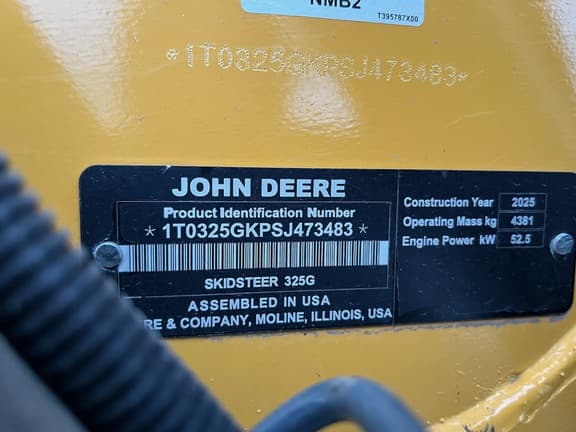 NMB2
T395787X00
*1T0325GKPSJ473483*
JOHN DEERE
Product Identification Number
*1T0325GKPSJ473483*
SKIDSTEER 325G
ASSEMBLED IN USA
RE & COMPANY, MOLINE, ILLINOIS, USA
Construction Year 2025
Operating Mass kg 4381
Engine Power kW 52.5